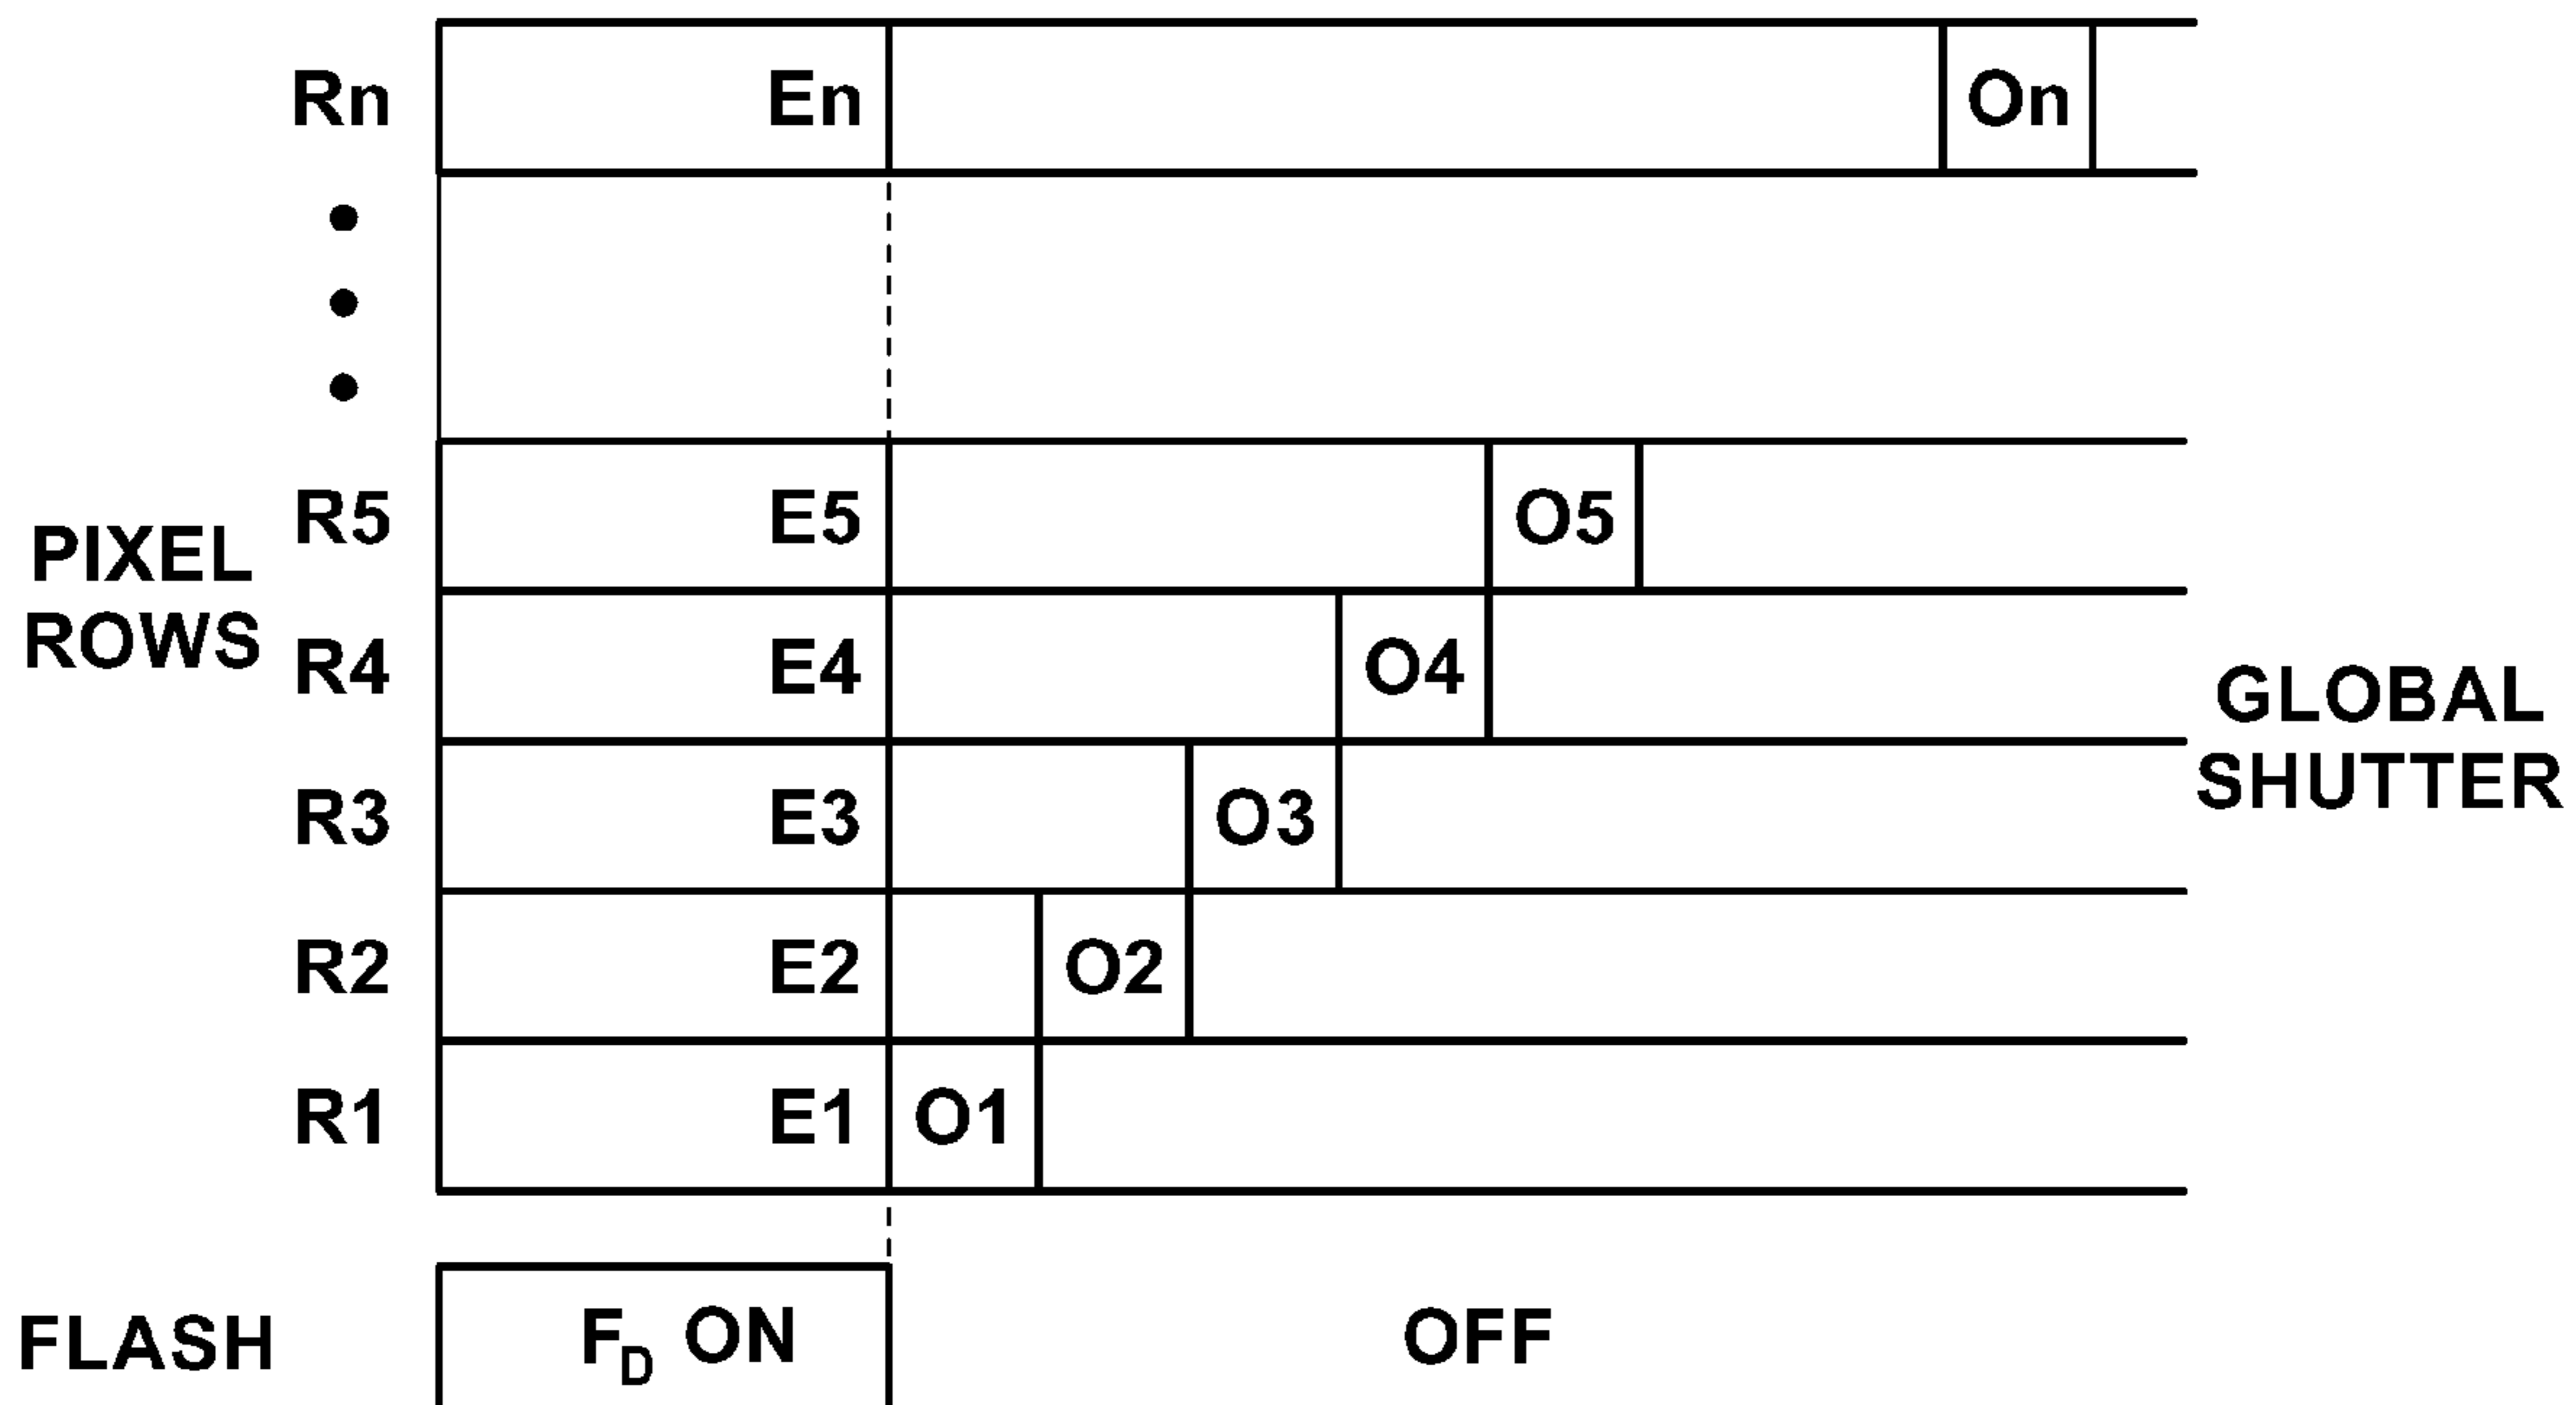 Rn En On
R5 E5 O5
PIXEL
ROWS
R4 E4 O4
GLOBAL
SHUTTER
R3 E3 O3
R2 E2 O2
R1 E1 O1
FLASH FD ON OFF